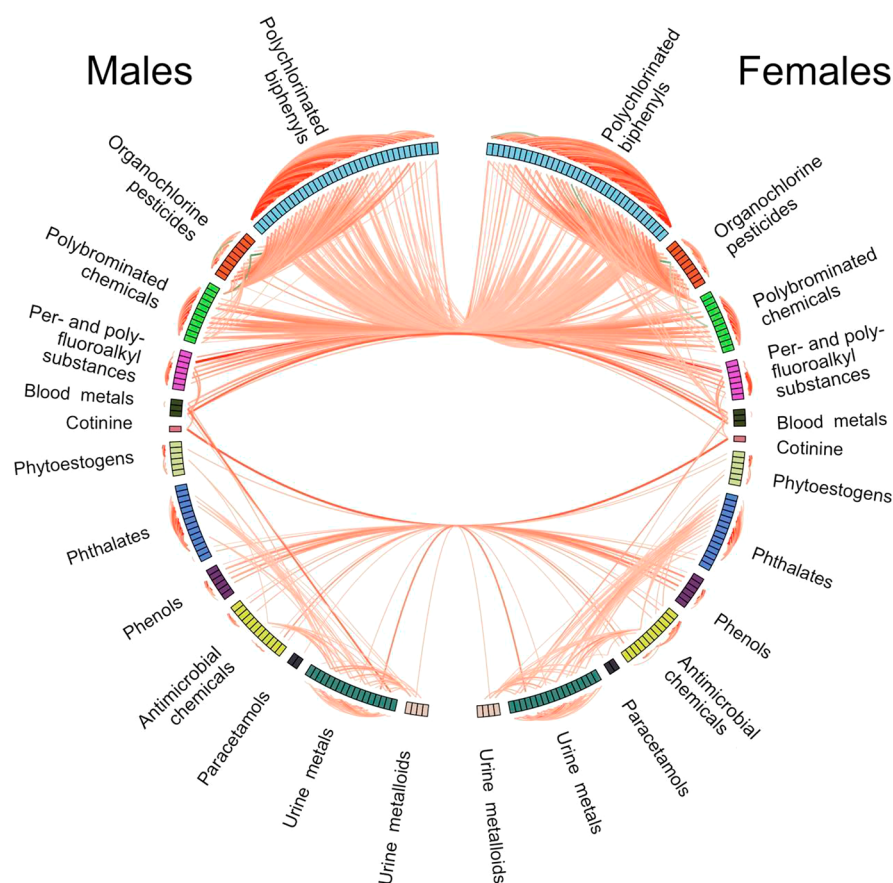 Males
Females
Polychlorinated
biphenyls
Organochlorine
pesticides
Polybrominated
chemicals
Per- and poly-
fluoroalkyl
substances
Blood metals
Cotinine
Phytoestogens
Phthalates
Phenols
Antimicrobial
chemicals
Paracetamols
Urine metals
Urine metalloids
Polychlorinated
biphenyls
Organochlorine
pesticides
Polybrominated
chemicals
Per- and poly-
fluoroalkyl
substances
Blood metals
Cotinine
Phytoestogens
Phthalates
Phenols
Antimicrobial
chemicals
Paracetamols
Urine metals
Urine metalloids